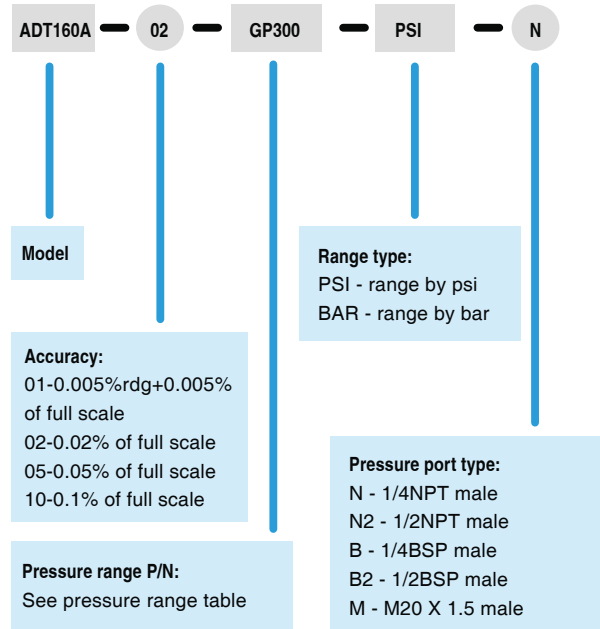 ADT160A 02 GP300 PSI N
Model
Range type:
PSI - range by psi
BAR - range by bar
Accuracy:
01-0.005%rdg+0.005%
of full scale
02-0.02% of full scale
05-0.05% of full scale
10-0.1% of full scale
Pressure port type:
N - 1/4NPT male
N2 - 1/2NPT male
B - 1/4BSP male
B2 - 1/2BSP male
M - M20 X 1.5 male
Pressure range P/N:
See pressure range table